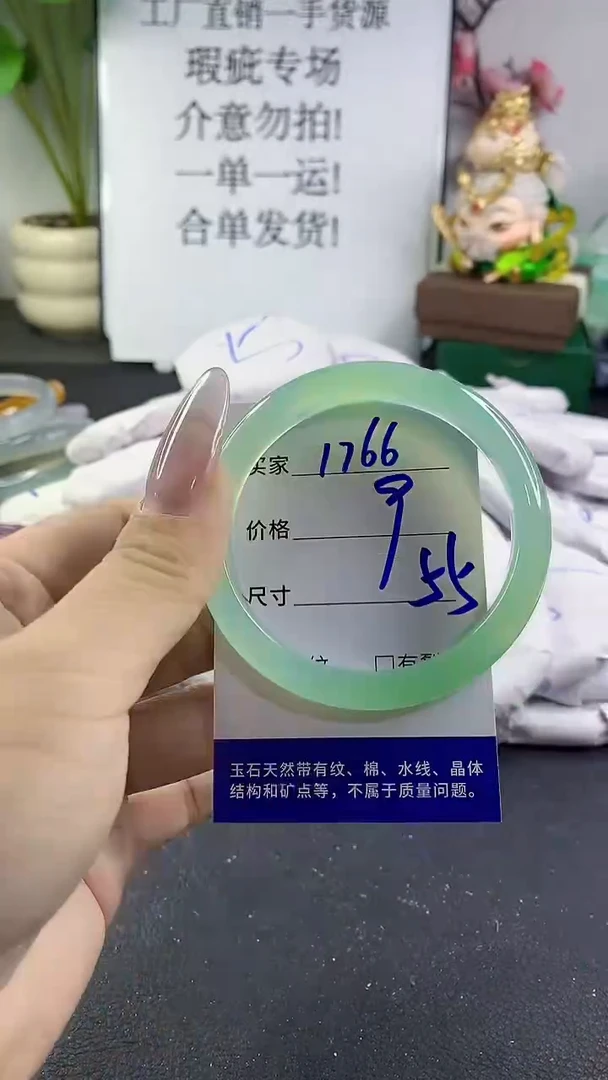 工厂直销一手货源
瑕疵专场
介意勿拍!
一单一运!
合单发货!
买家 1766
价格
尺寸 55
纹 □有裂
玉石天然带有纹、棉、水线、晶体
结构和矿点等，不属于质量问题。